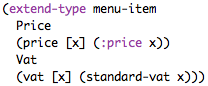 (extend-type menu-item
  Price
  (price [x] (:price x))
  Vat
  (vat [x] (standard-vat x)))